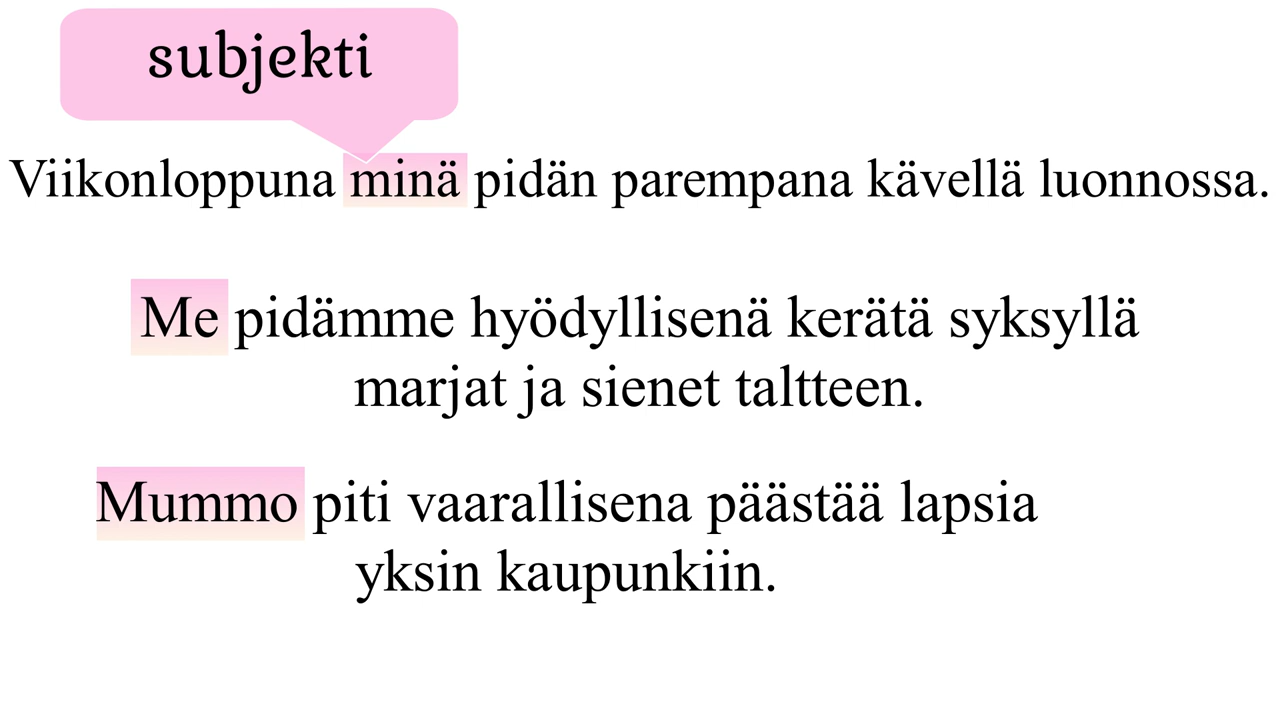 subjekti
Viikonloppuna minä pidän parempana kävellä luonnossa.
Me pidämme hyödyllisenä kerätä syksyllä
marjat ja sienet taltteen.
Mummo piti vaarallisena päästää lapsia
yksin kaupunkiin.